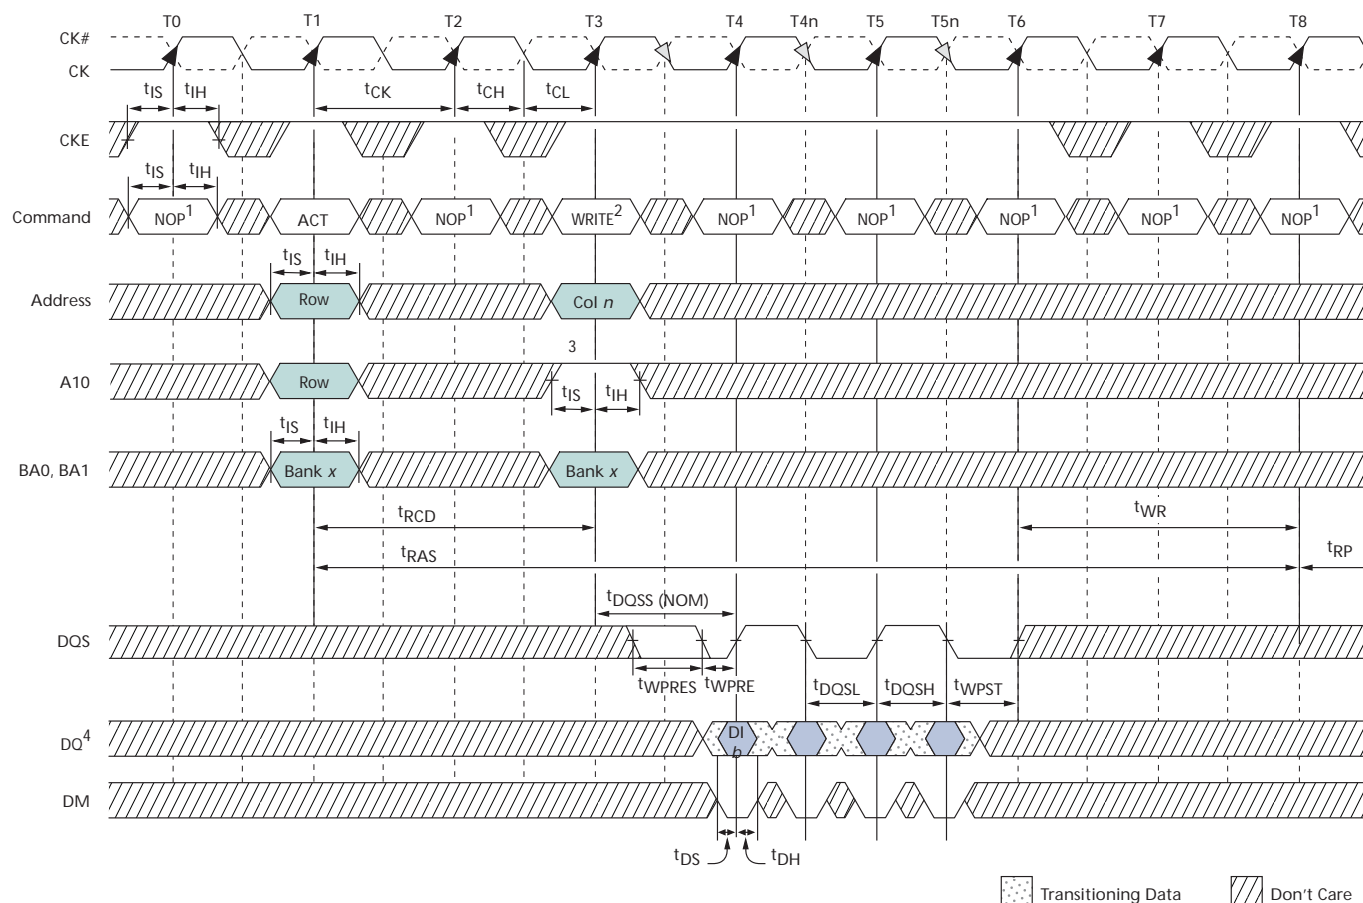 T0 T1 T2 T3 T4 T4n T5 T5n T6 T7 T8
CK#
CK
tIS tIH tCK tCH tCL
CKE
tIS tIH
Command NOP1 ACT NOP1 WRITE2 NOP1 NOP1 NOP1 NOP1 NOP1
tIS tIH
Address Row Col n
3
A10 Row
tIS tIH
tIS tIH
BA0, BA1 Bank x Bank x
tRCD tWR
tRAS tRP
tDQSS (NOM)
DQS
tWPRES tWPRE tDQSL tDQSH tWPST
DQ4 DI
b
DM
tDS tDH
Transitioning Data Don't Care